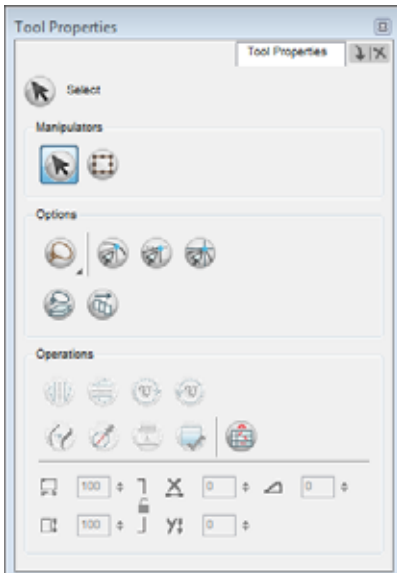 Tool Properties
Tool Properties
Select
Manipulators
Options
Operations
100 X 0 0
100 Y 0